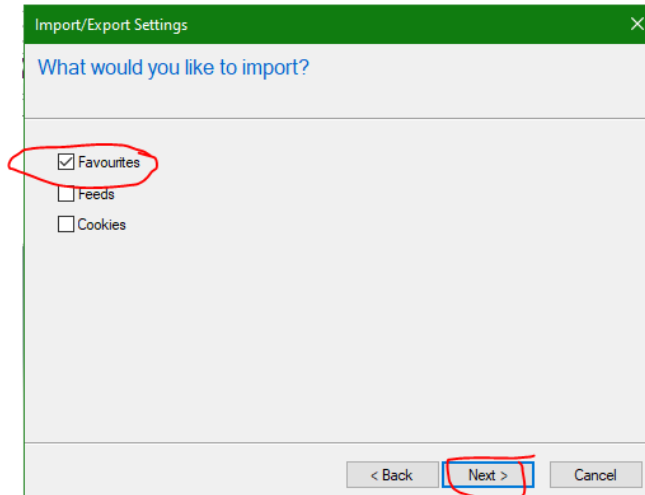 Import/Export Settings
What would you like to import?
Favourites
Feeds
Cookies
< Back Next > Cancel